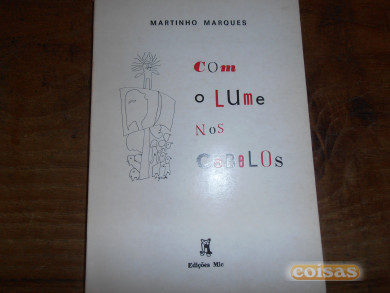 MARTINHO MARQUES
COM
O LUMe
NoS
CaBeLOs
Edições Mic
coisas